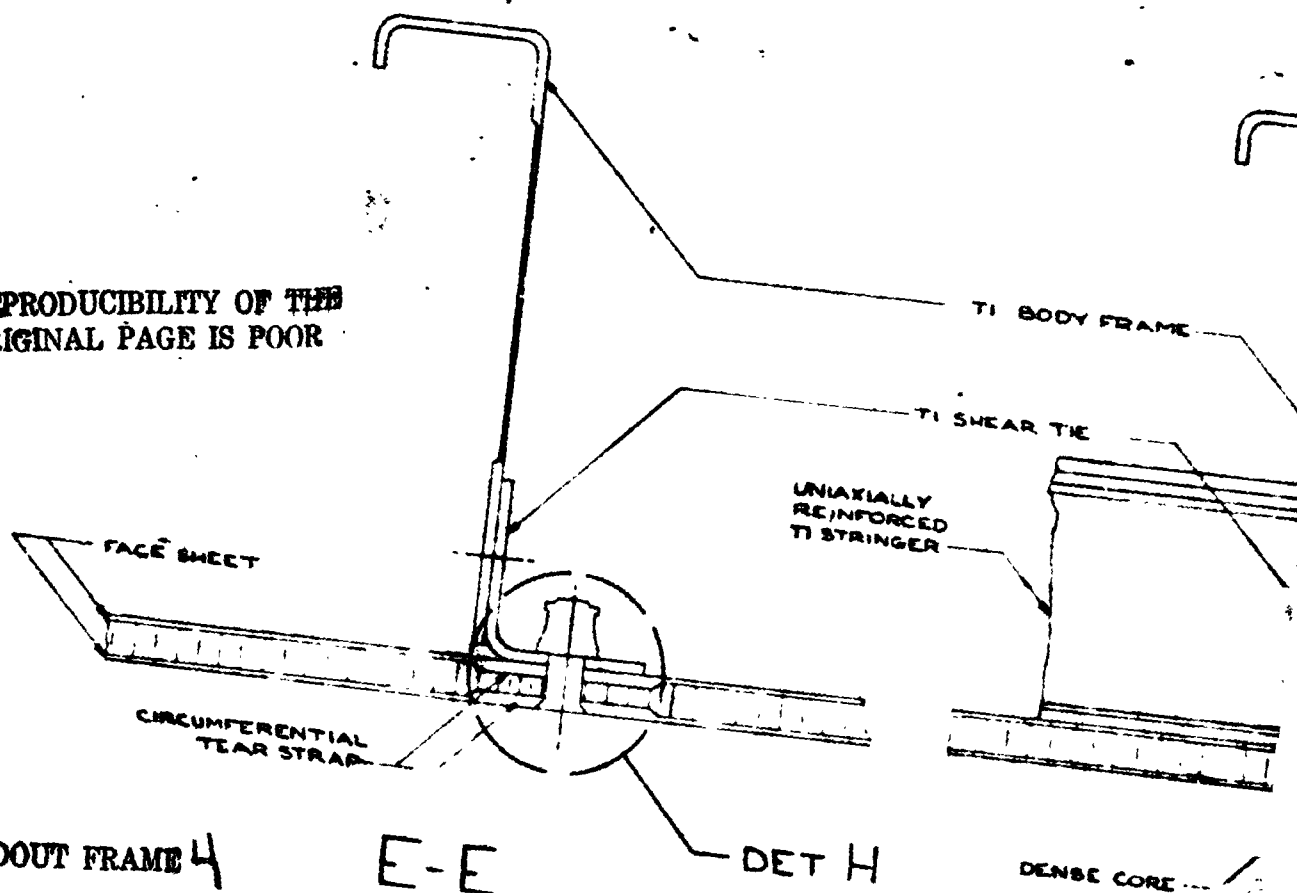 PRODUCIBILITY OF THE
IGINAL PAGE IS POOR
TI BODY FRAME
TI SHEAR TIE
UNIAXIALLY
REINFORCED
TI STRINGER
FACE SHEET
CIRCUMFERENTIAL
TEAR STRAP
DOUT FRAME 4
E-E
DET H
DENSE CORE